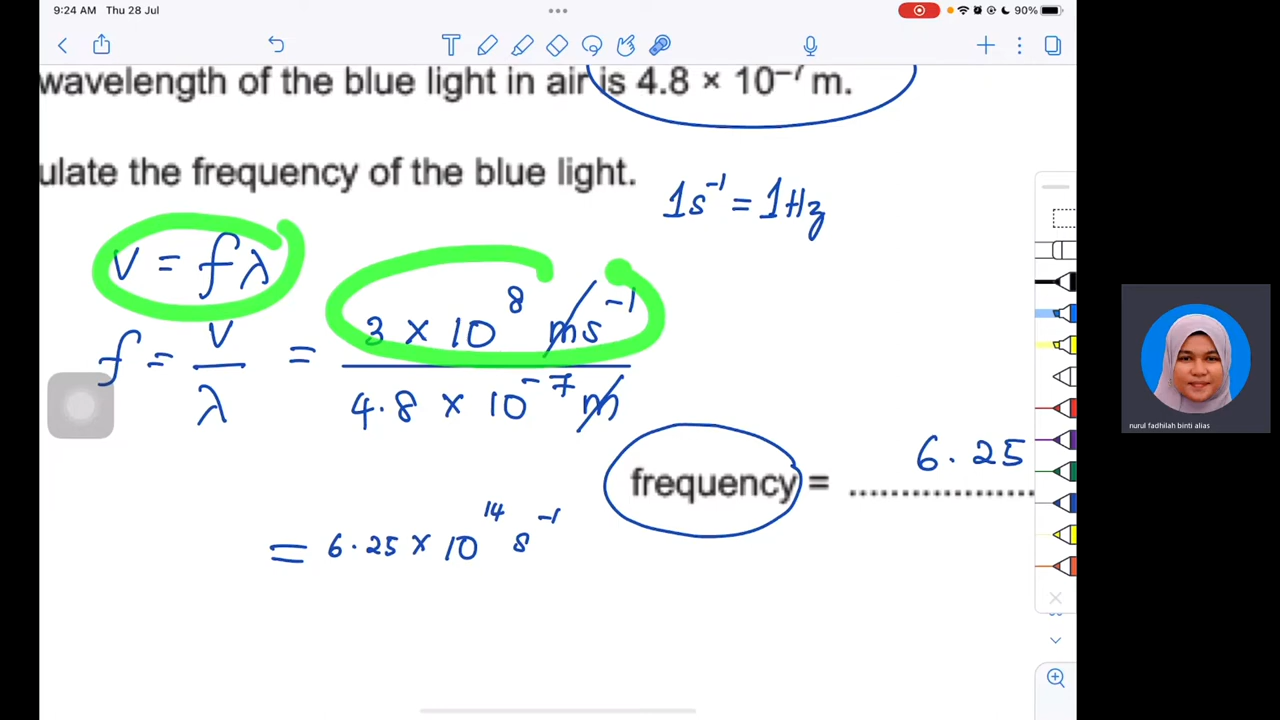 9:24 AM Thu 28 Jul
90%
wavelength of the blue light in air is 4.8 × 10⁻⁷ m.
ulate the frequency of the blue light.
1s⁻¹ = 1Hz
v = fλ
f = v/λ = 3 × 10⁸ ms⁻¹ / 4.8 × 10⁻⁷ m
6.25
frequency = ....................
= 6.25 × 10¹⁴ s⁻¹
nurul fadhilah binti alias